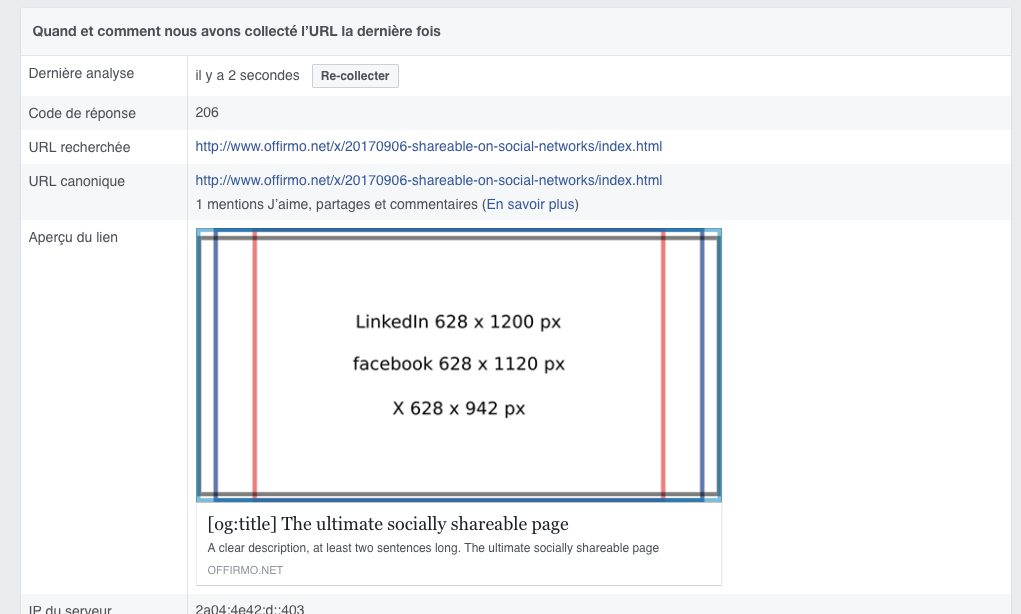 Quand et comment nous avons collecté l'URL la dernière fois
Dernière analyse
il y a 2 secondes
Re-collecter
Code de réponse
206
URL recherchée
http://www.offirmo.net/x/20170906-shareable-on-social-networks/index.html
URL canonique
http://www.offirmo.net/x/20170906-shareable-on-social-networks/index.html
1 mentions J'aime, partages et commentaires (En savoir plus)
Aperçu du lien
LinkedIn 628 x 1200 px
facebook 628 x 1120 px
X 628 x 942 px
[og:title] The ultimate socially shareable page
A clear description, at least two sentences long. The ultimate socially shareable page
OFFIRMO.NET
IP du serveur
2a04:4e42:d::403